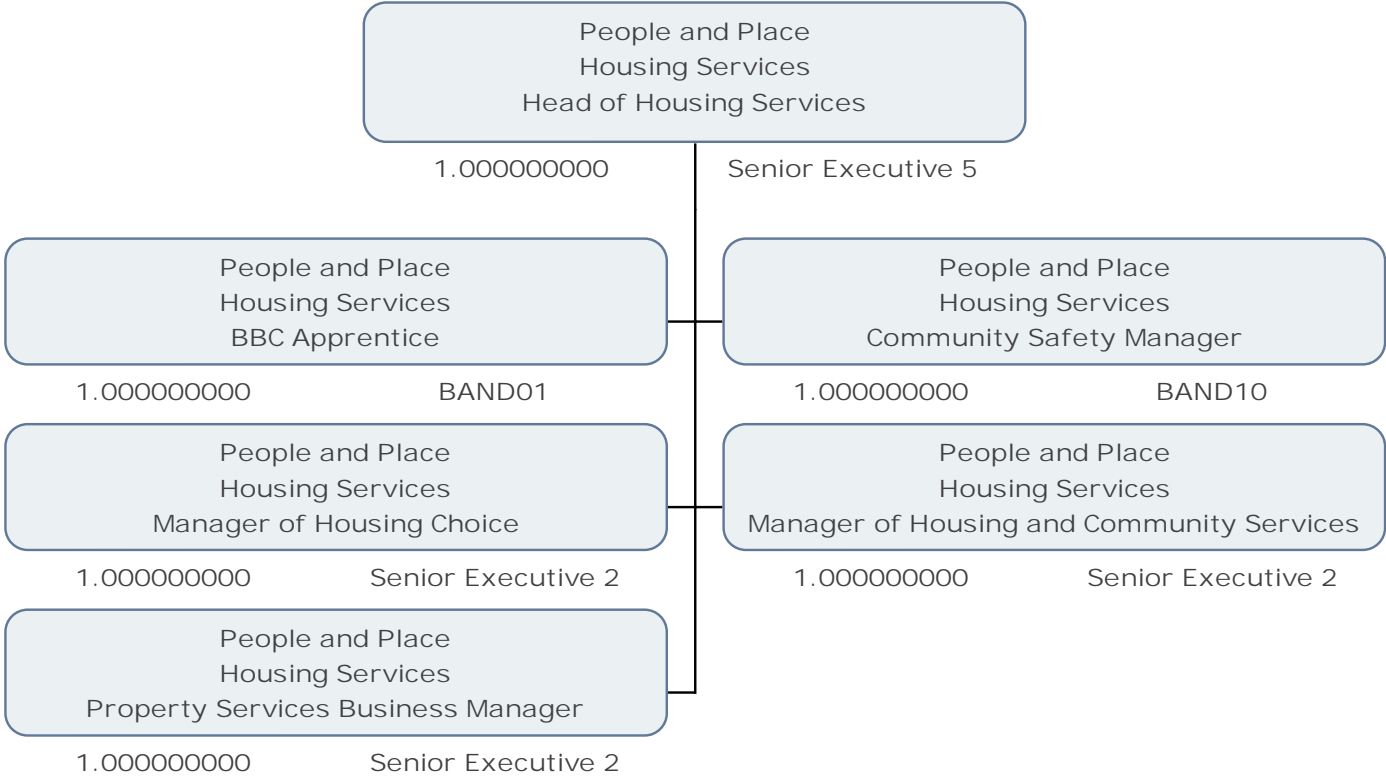 People and Place
Housing Services
Head of Housing Services
1.000000000 Senior Executive 5
People and Place
Housing Services
BBC Apprentice
1.000000000 BAND01
People and Place
Housing Services
Community Safety Manager
1.000000000 BAND10
People and Place
Housing Services
Manager of Housing Choice
1.000000000 Senior Executive 2
People and Place
Housing Services
Manager of Housing and Community Services
1.000000000 Senior Executive 2
People and Place
Housing Services
Property Services Business Manager
1.000000000 Senior Executive 2